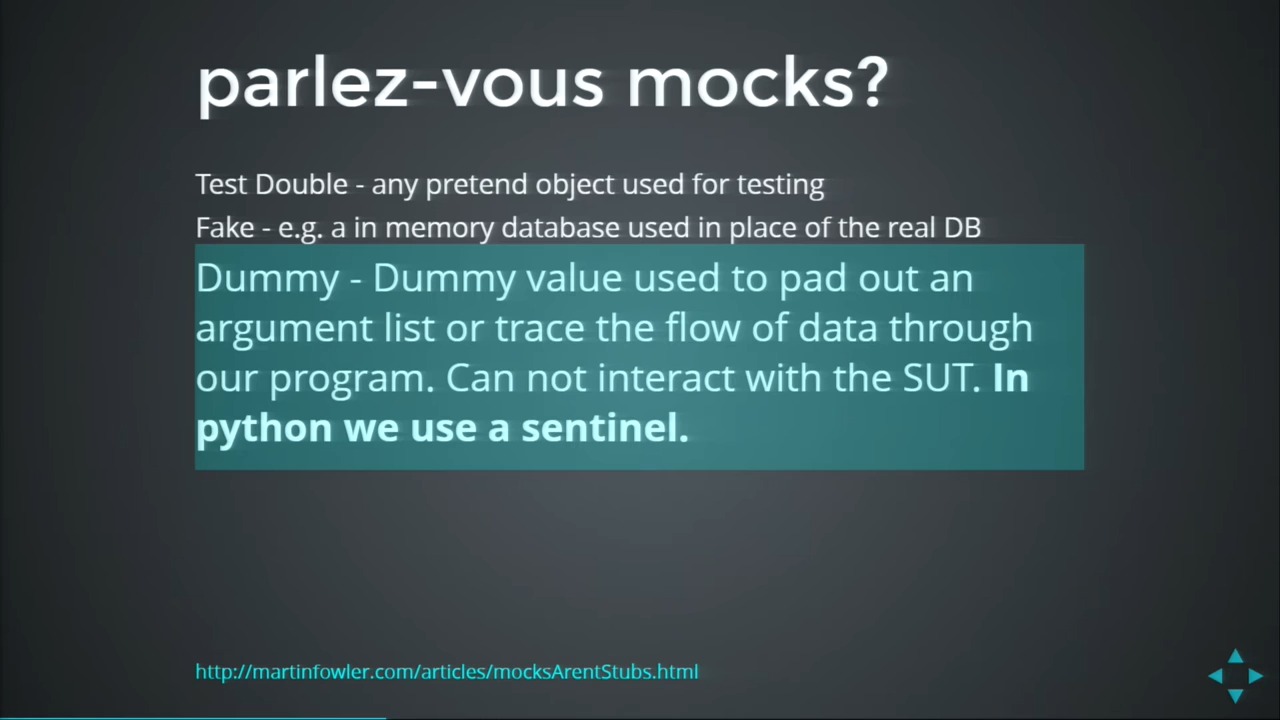 parlez-vous mocks?
Test Double - any pretend object used for testing
Fake - e.g. a in memory database used in place of the real DB
Dummy - Dummy value used to pad out an
argument list or trace the flow of data through
our program. Can not interact with the SUT. In
python we use a sentinel.
http://martinfowler.com/articles/mocksArentStubs.html